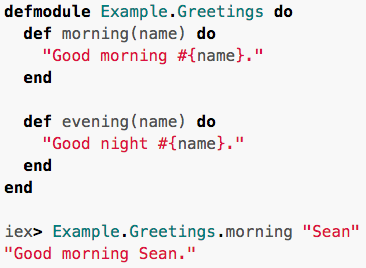 defmodule Example.Greetings do
  def morning(name) do
    "Good morning #{name}."
  end

  def evening(name) do
    "Good night #{name}."
  end
end

iex> Example.Greetings.morning "Sean"
"Good morning Sean."